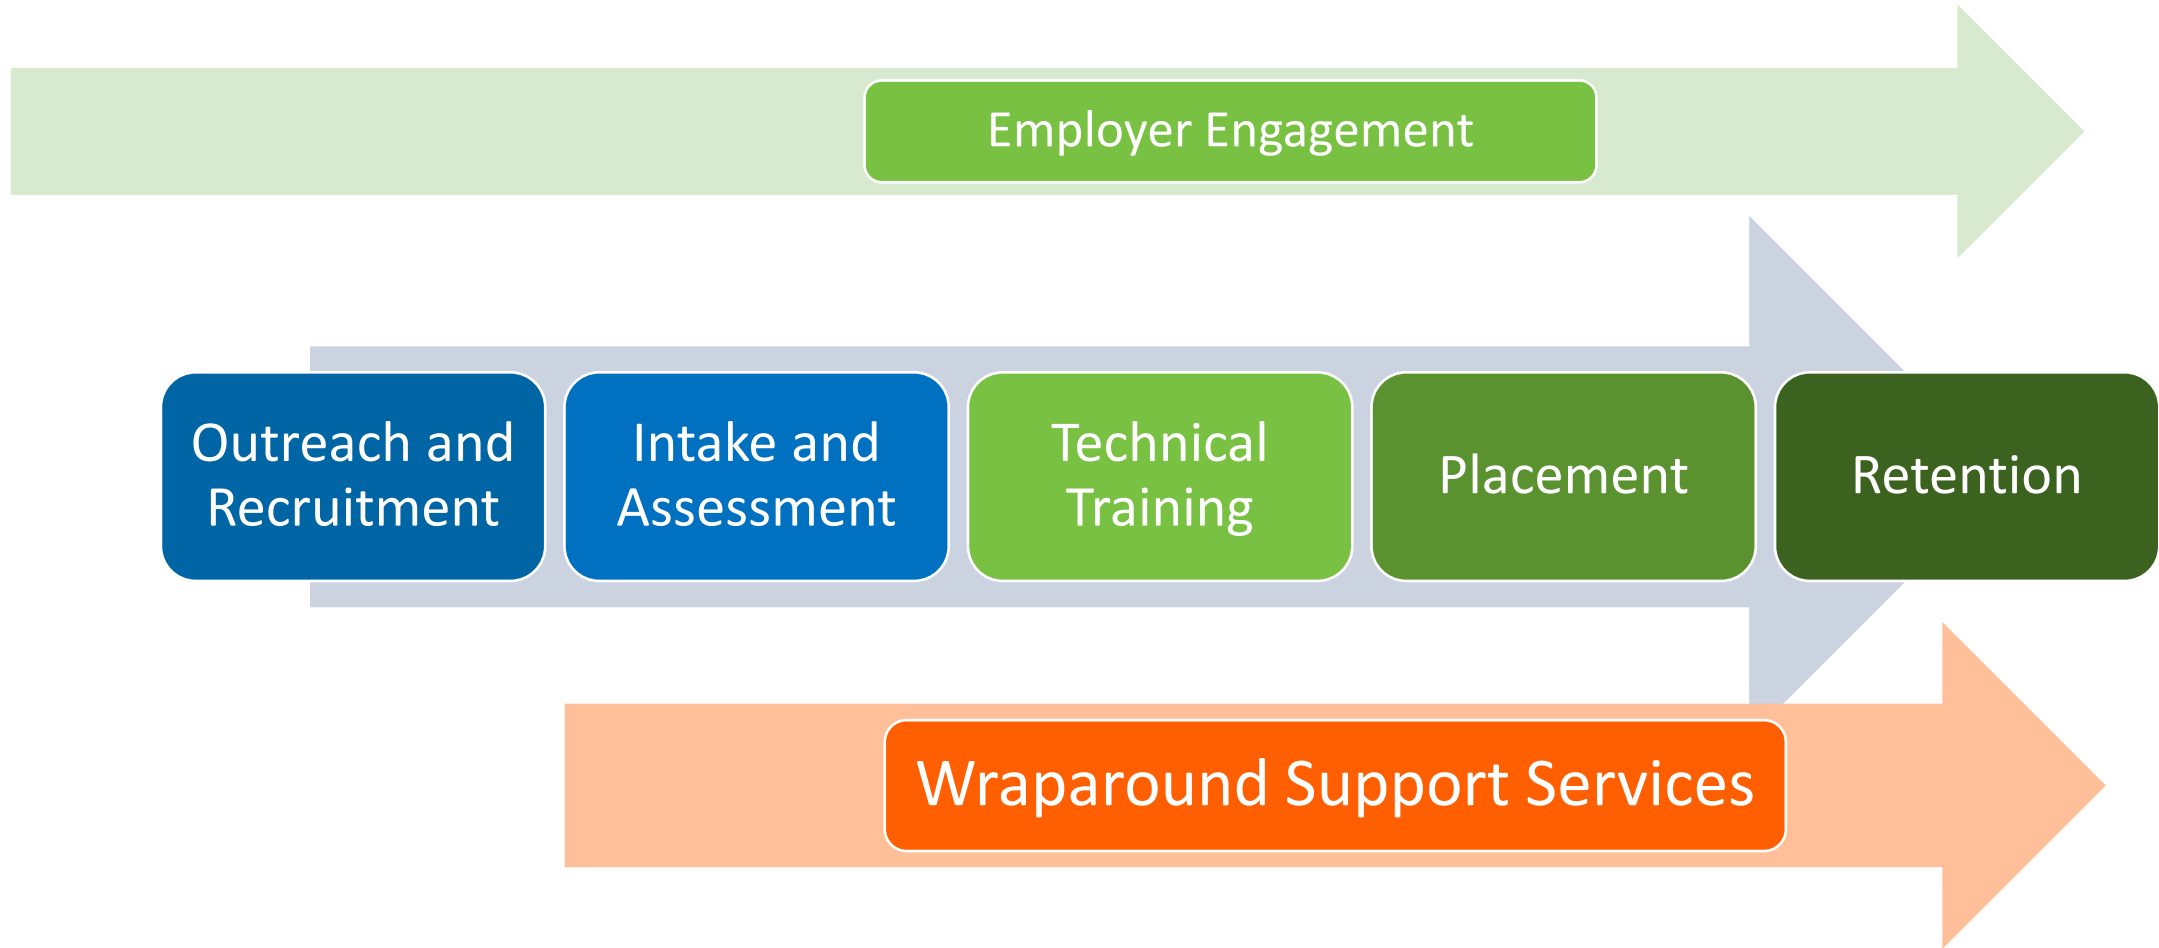 Employer Engagement
Outreach and
Recruitment
Intake and
Assessment
Technical
Training
Placement
Retention
Wraparound Support Services